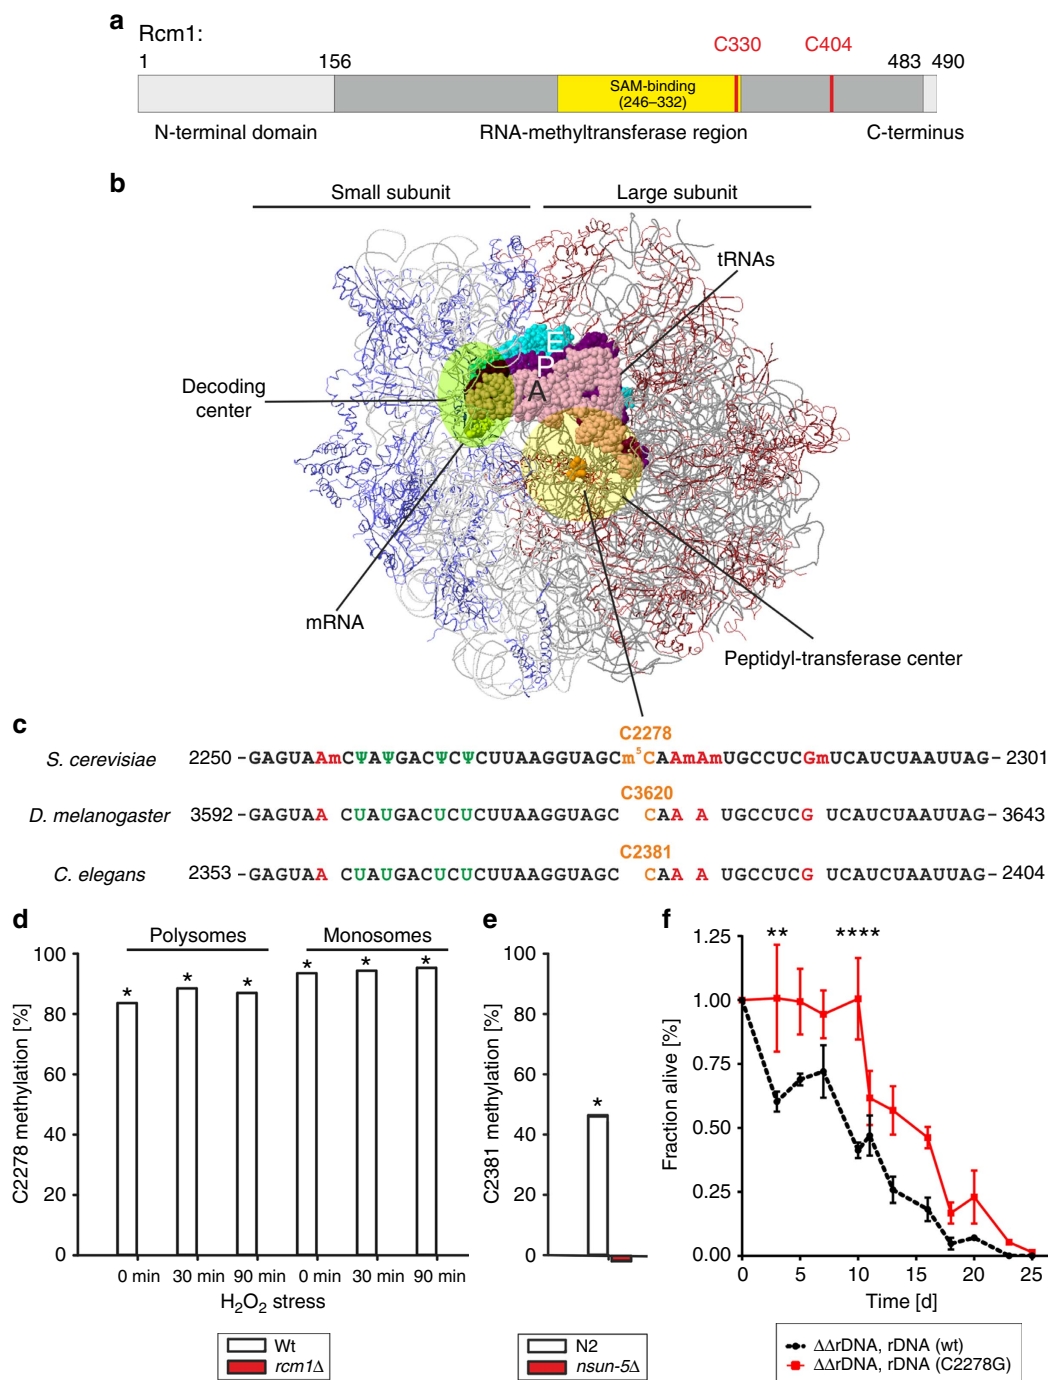 a
Rcm1:
C330 C404
1 156 483 490
SAM-binding
(246–332)
N-terminal domain RNA-methyltransferase region C-terminus
b
Small subunit Large subunit
tRNAs
E
P
A
Decoding
center
mRNA
Peptidyl-transferase center
c
C2278
S. cerevisiae 2250 -GAGUAAAmCΨAΨGACΨCΨCUUAAGGUAGCm⁵CAAmAmUGCCUCGmUCAUCUAAUUAG- 2301
C3620
D. melanogaster 3592 -GAGUAA A CUAUGACUCUCUUAAGGUAGC CAA A UGCCUCG UCAUCUAAUUAG- 3643
C2381
C. elegans 2353 -GAGUAA A CUAUGACUCUCUUAAGGUAGC CAA A UGCCUCG UCAUCUAAUUAG- 2404
d
Polysomes Monosomes
C2278 methylation [%]
100
80
60
40
20
0
* * * * * *
0 min 30 min 90 min 0 min 30 min 90 min
H₂O₂ stress
Wt
rcm1Δ
e
C2381 methylation [%]
100
80
60
40
20
0
*
N2
nsun-5Δ
f
** ****
Fraction alive [%]
1.25
1.00
0.75
0.50
0.25
0.00
0 5 10 15 20 25
Time [d]
ΔΔrDNA, rDNA (wt)
ΔΔrDNA, rDNA (C2278G)